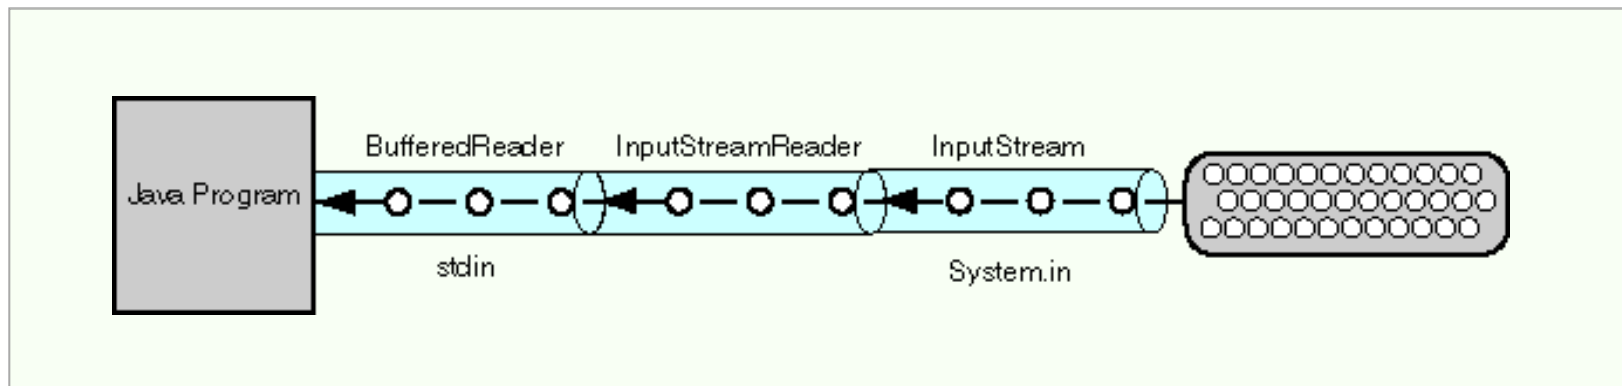 BufferedReader InputStreamReader InputStream
Java Program
stdin System.in